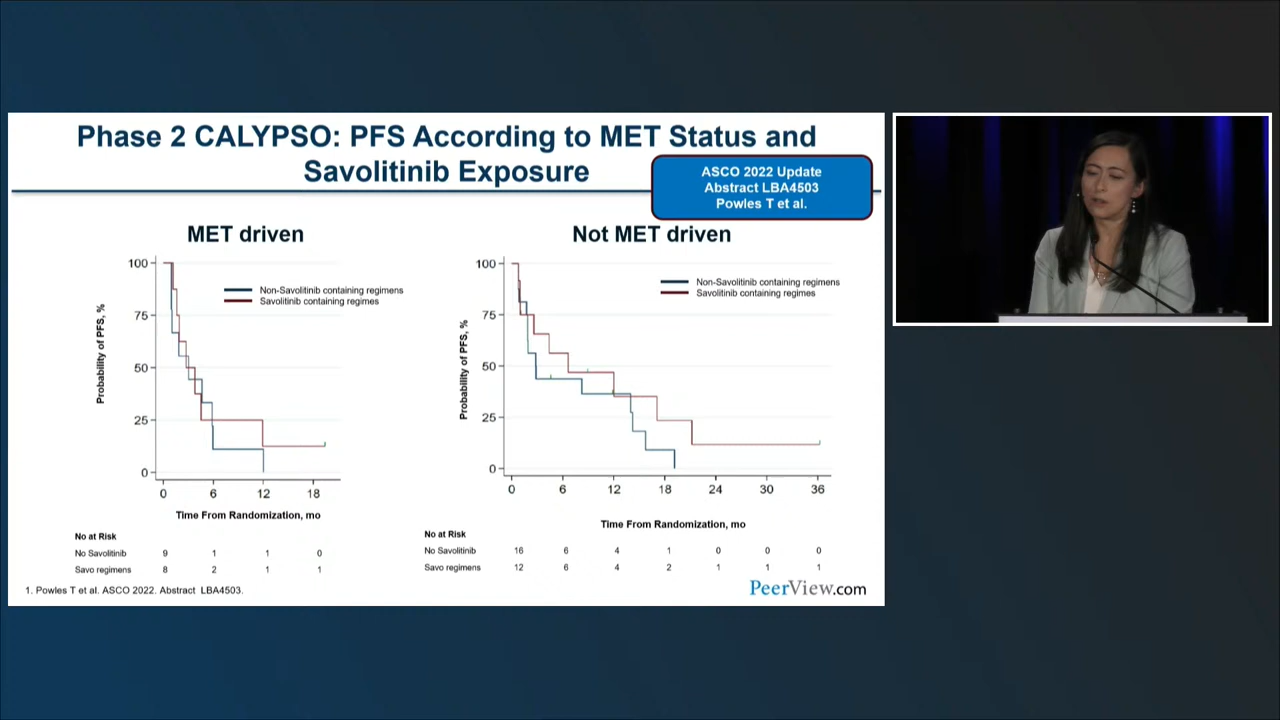 Phase 2 CALYPSO: PFS According to MET Status and
Savolitinib Exposure
ASCO 2022 Update
Abstract LBA4503
Powles T et al.
MET driven
Probability of PFS, %
100
75
50
25
0
Non-Savolitinib containing regimens
Savolitinib containing regimes
0 6 12 18
Time From Randomization, mo
No at Risk
No Savolitinib 9 1 1 0
Savo regimens 8 2 1 1
Not MET driven
Probability of PFS, %
100
75
50
25
0
Non-Savolitinib containing regimens
Savolitinib containing regimes
0 6 12 18 24 30 36
Time From Randomization, mo
No at Risk
No Savolitinib 16 6 4 1 0 0 0
Savo regimens 12 6 4 2 1 1 1
1. Powles T et al. ASCO 2022. Abstract LBA4503.
PeerView.com